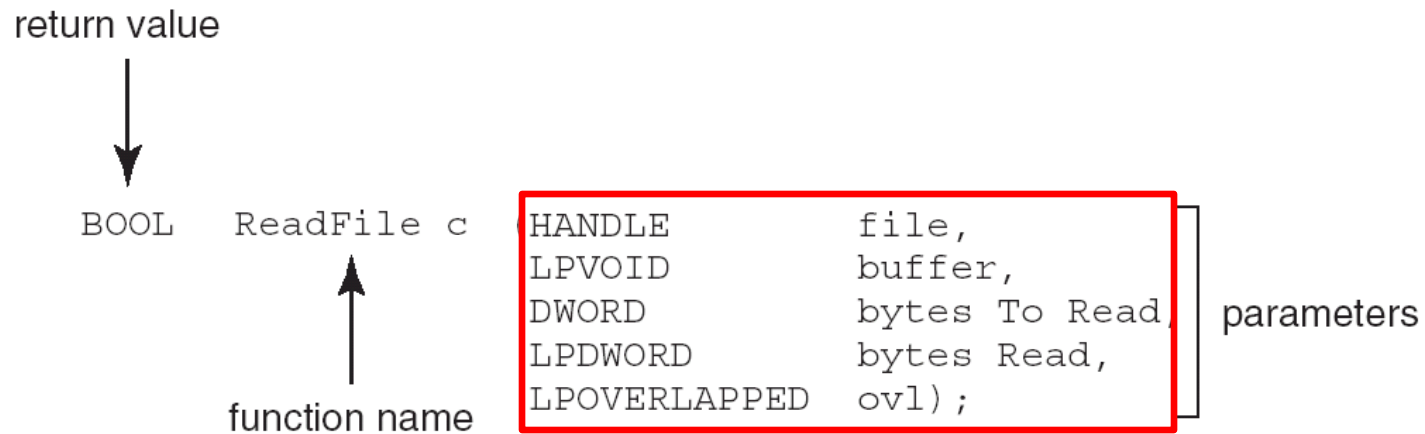 return value
BOOL ReadFile c (HANDLE file,
LPVOID buffer,
DWORD bytes To Read,
LPDWORD bytes Read,
LPOVERLAPPED ovl);
parameters
function name